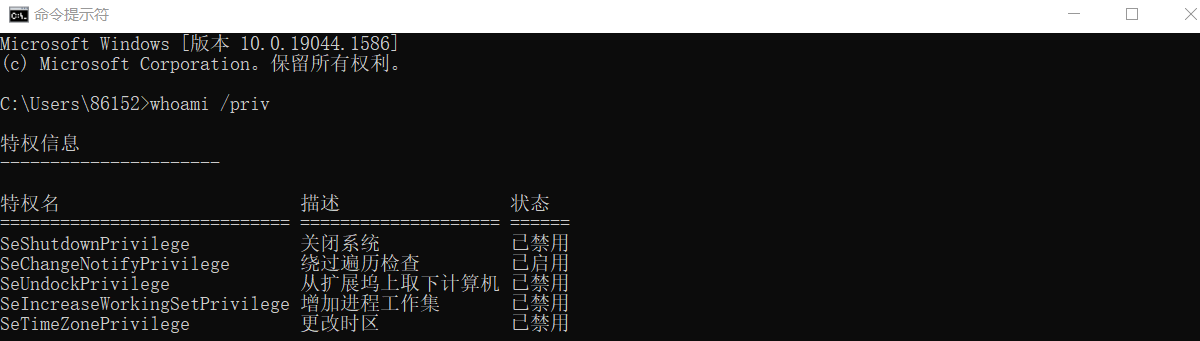 命令提示符
Microsoft Windows [版本 10.0.19044.1586]
(c) Microsoft Corporation。保留所有权利。
C:\Users\86152>whoami /priv
特权信息
----------------------
特权名 描述 状态
============================= ==================== ======
SeShutdownPrivilege 关闭系统 已禁用
SeChangeNotifyPrivilege 绕过遍历检查 已启用
SeUndockPrivilege 从扩展坞上取下计算机 已禁用
SeIncreaseWorkingSetPrivilege 增加进程工作集 已禁用
SeTimeZonePrivilege 更改时区 已禁用